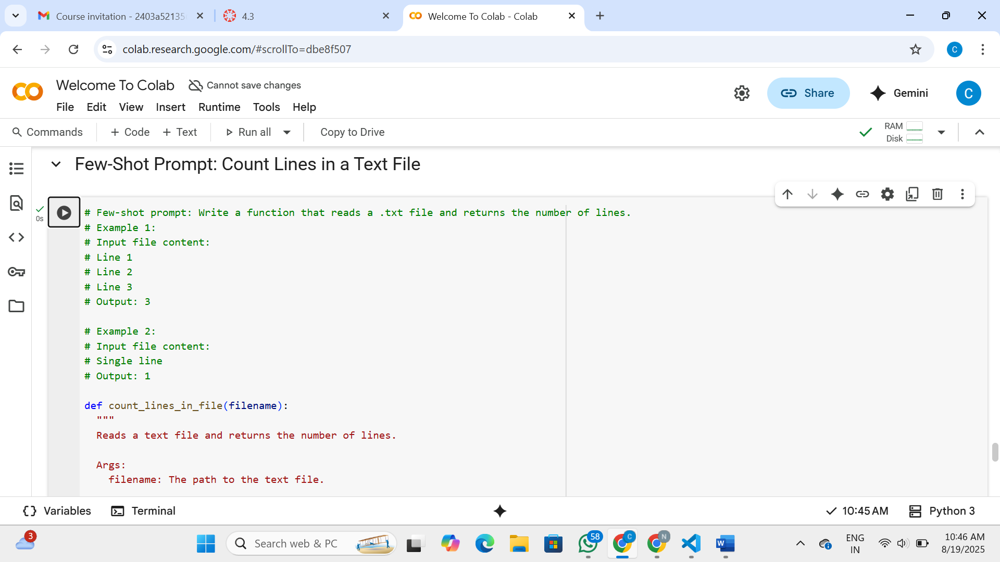 Course invitation - 2403a52135
4.3
Welcome To Colab - Colab
colab.research.google.com/#scrollTo=dbe8f507
C
Welcome To Colab
Cannot save changes
File Edit View Insert Runtime Tools Help
Share
Gemini
C
Commands
+ Code
+ Text
Run all
Copy to Drive
RAM
Disk
Few-Shot Prompt: Count Lines in a Text File
0s
# Few-shot prompt: Write a function that reads a .txt file and returns the number of lines.
# Example 1:
# Input file content:
# Line 1
# Line 2
# Line 3
# Output: 3
# Example 2:
# Input file content:
# Single line
# Output: 1
def count_lines_in_file(filename):
"""
Reads a text file and returns the number of lines.
Args:
filename: The path to the text file.
{} Variables
Terminal
10:45 AM
Python 3
3
Search web & PC
58
C
N
W
ENG
IN
10:46 AM
8/19/2025